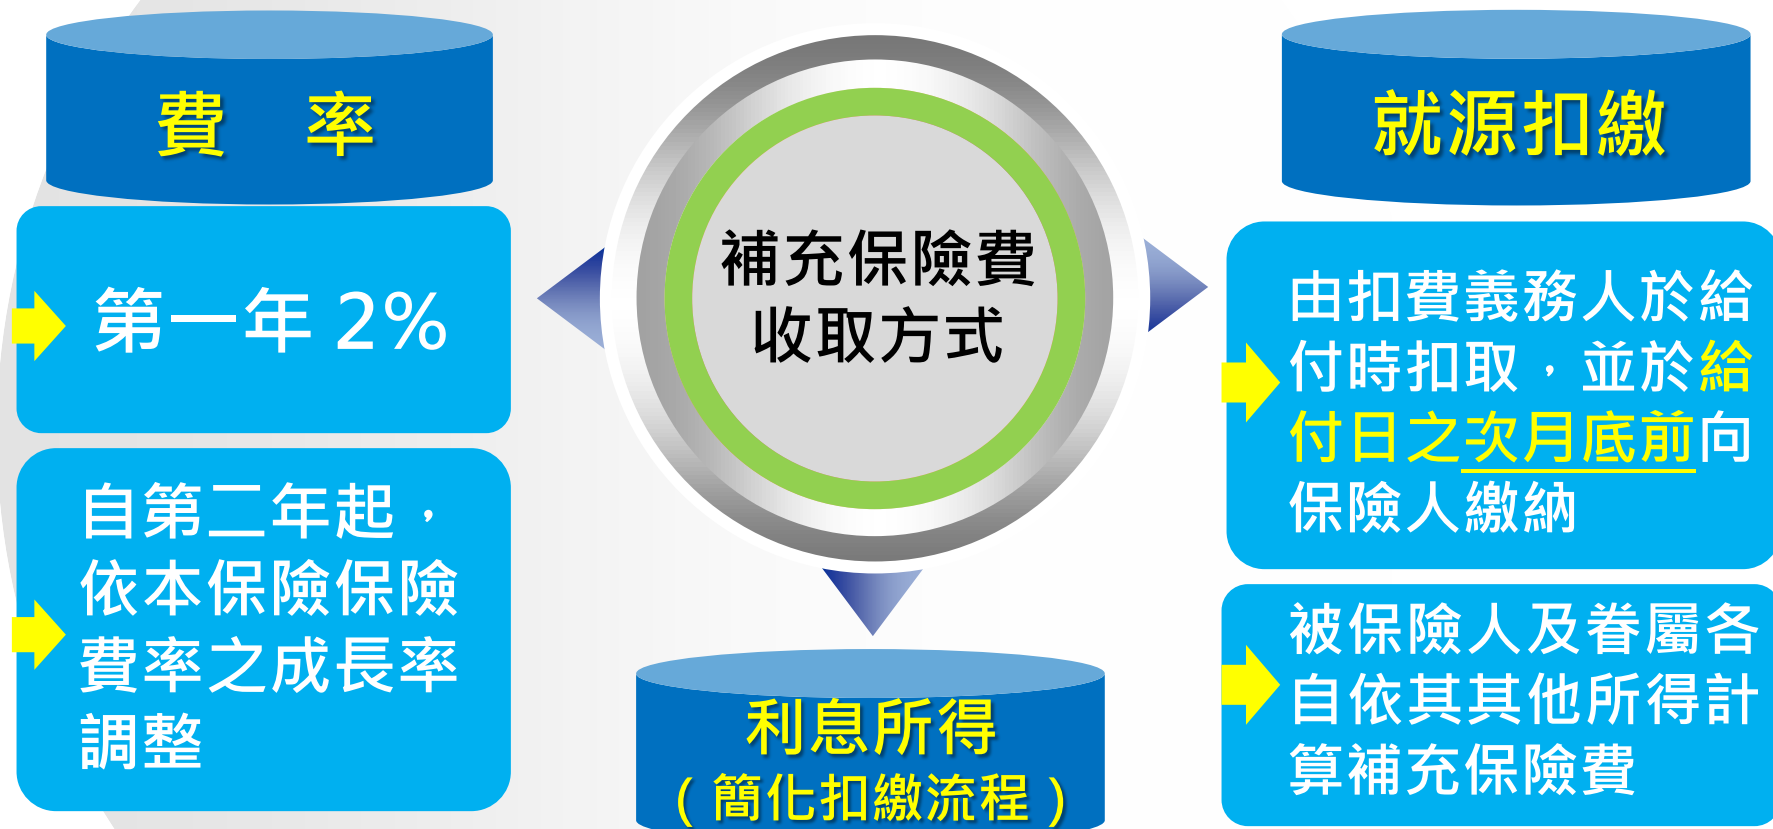 費　率
第一年 2%
自第二年起，
依本保險保險
費率之成長率
調整
補充保險費
收取方式
利息所得
（簡化扣繳流程）
就源扣繳
由扣費義務人於給
付時扣取，並於給
付日之次月底前向
保險人繳納
被保險人及眷屬各
自依其其他所得計
算補充保險費